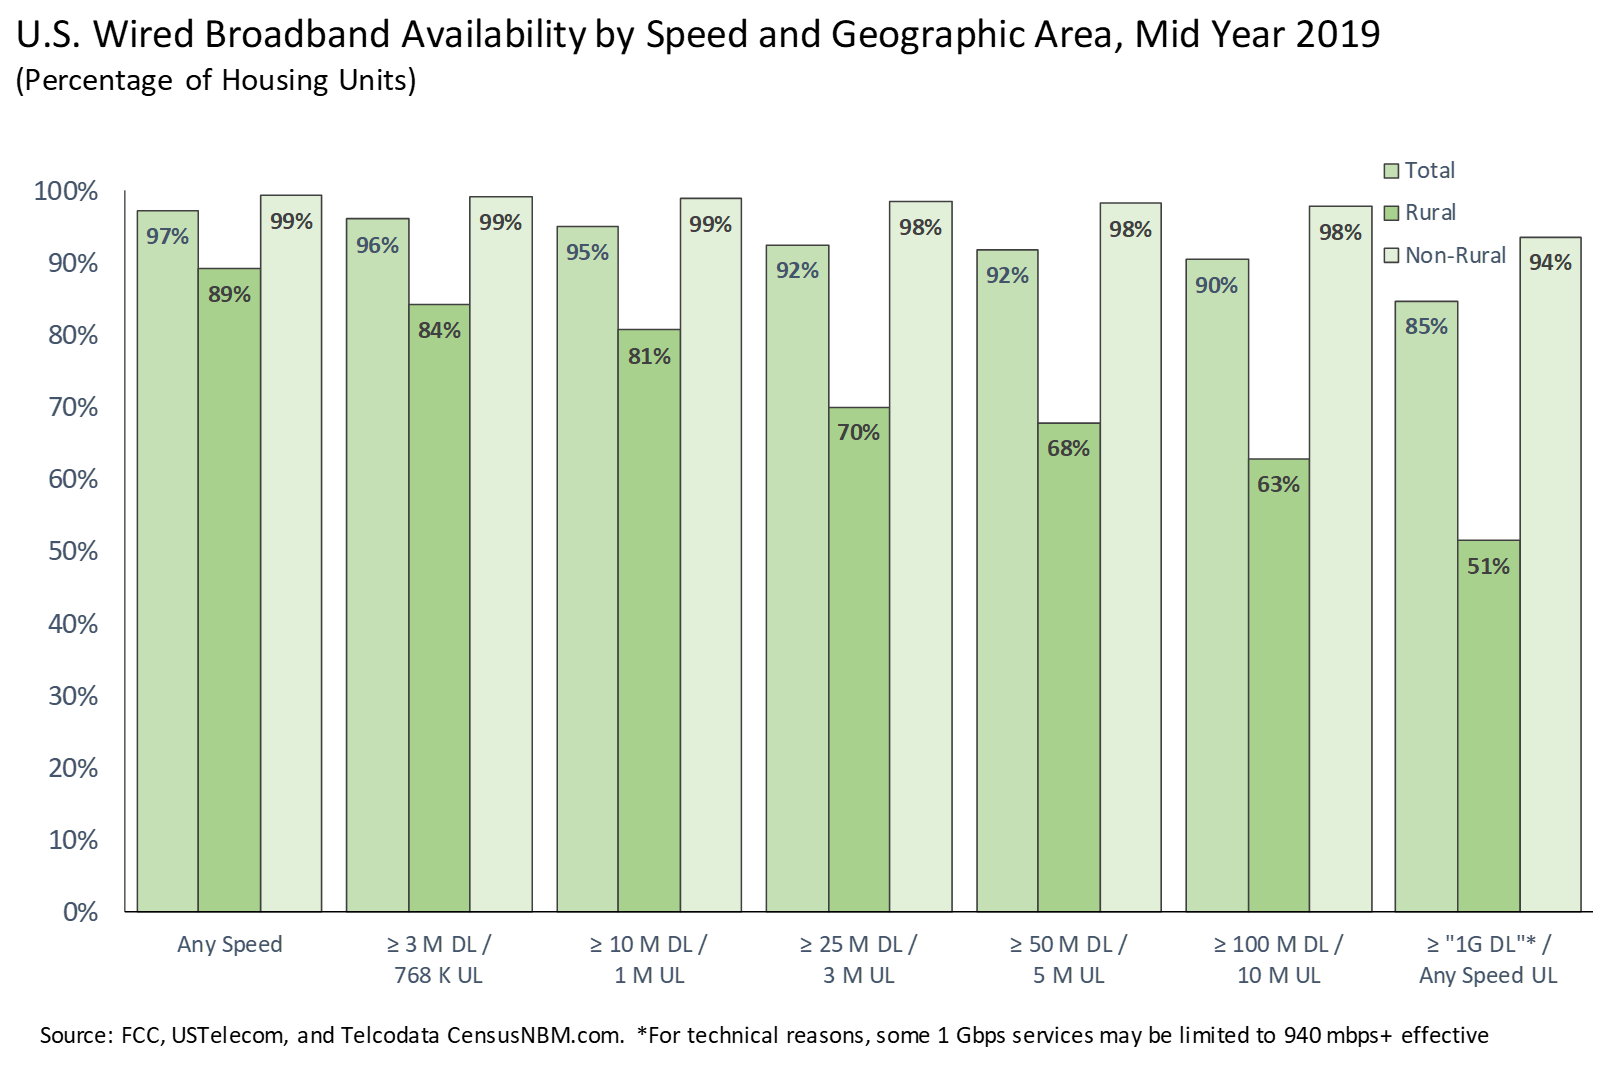 U.S. Wired Broadband Availability by Speed and Geographic Area, Mid Year 2019
(Percentage of Housing Units)
Total
Rural
Non-Rural
100%
90%
80%
70%
60%
50%
40%
30%
20%
10%
0%
97%
89%
99%
96%
84%
99%
95%
81%
99%
92%
70%
98%
92%
68%
98%
90%
63%
98%
85%
51%
94%
Any Speed
≥ 3 M DL /
768 K UL
≥ 10 M DL /
1 M UL
≥ 25 M DL /
3 M UL
≥ 50 M DL /
5 M UL
≥ 100 M DL /
10 M UL
≥ "1G DL"* /
Any Speed UL
Source: FCC, USTelecom, and Telcodata CensusNBM.com. *For technical reasons, some 1 Gbps services may be limited to 940 mbps+ effective